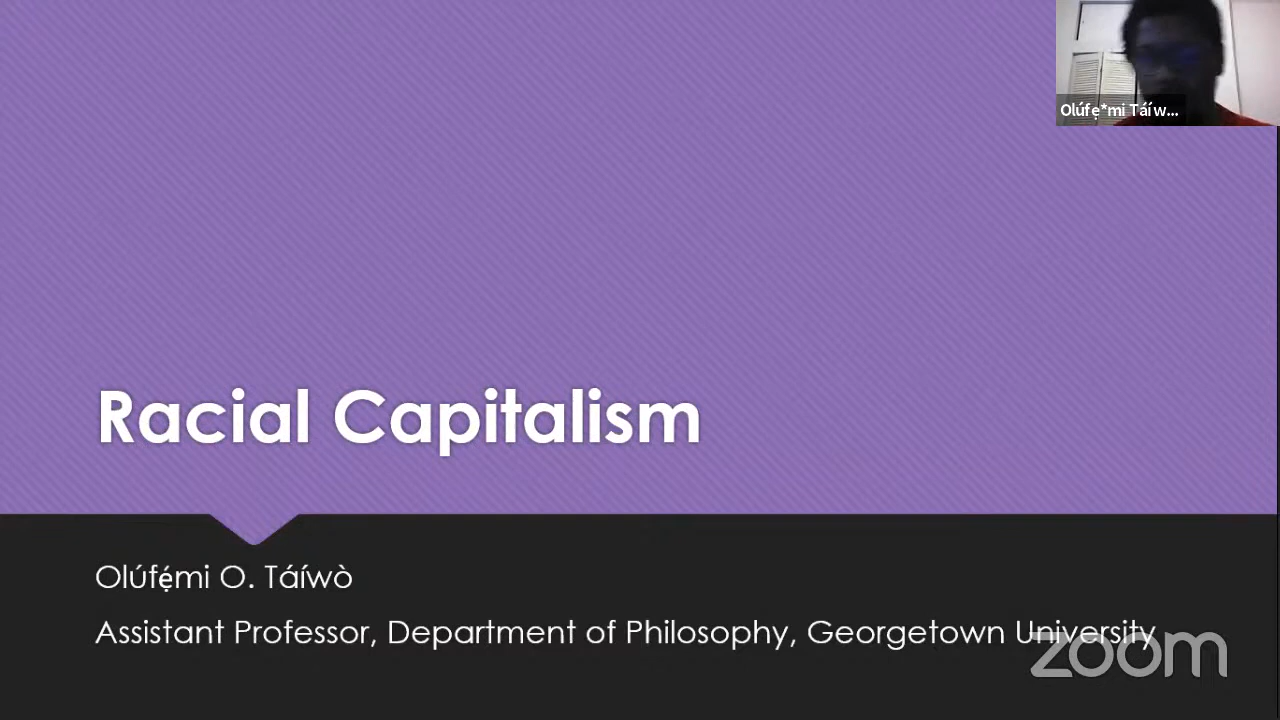 Olúfẹ*mi Táíw...
Racial Capitalism
Olúfẹ́mi O. Táíwò
Assistant Professor, Department of Philosophy, Georgetown University
zoom